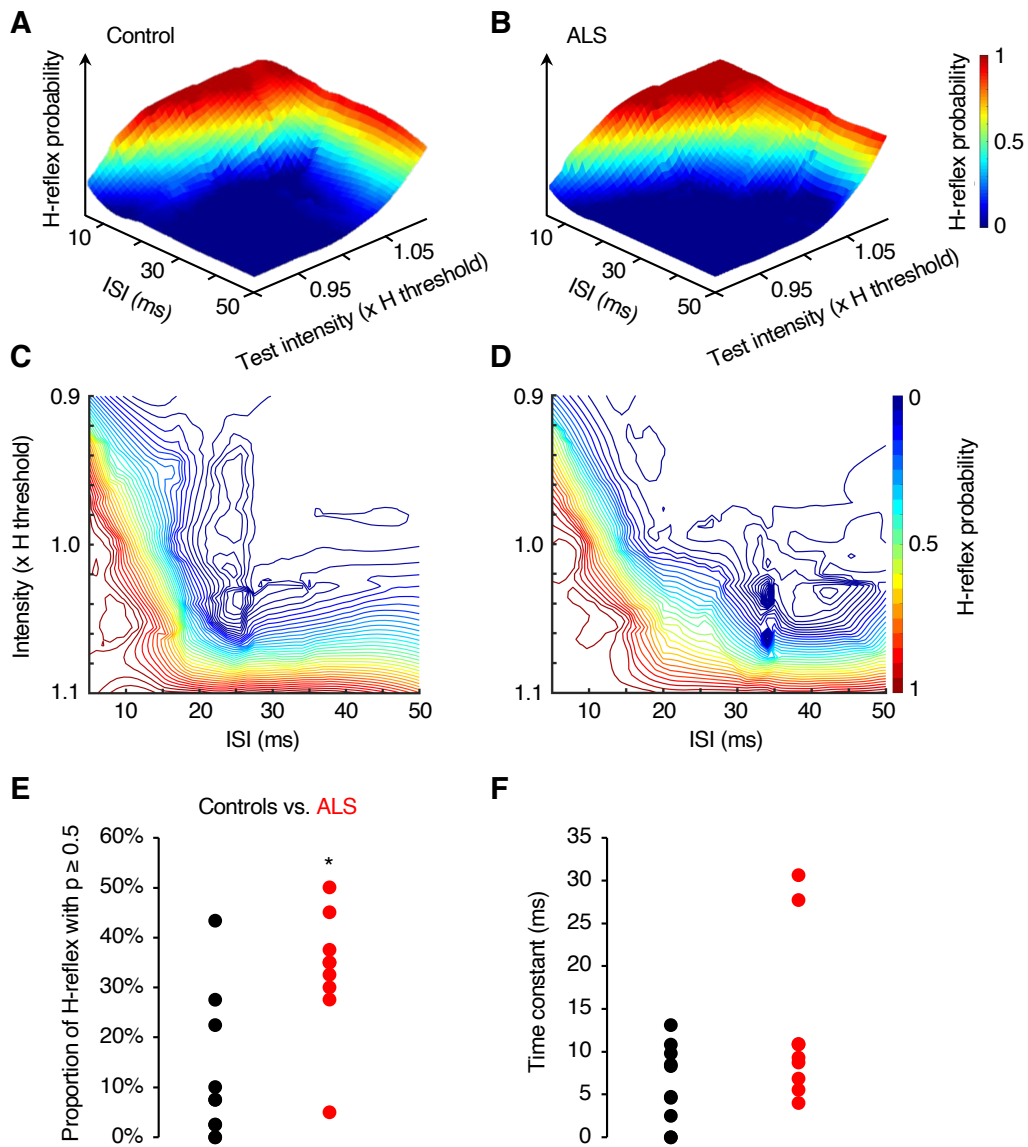 A
Control
H-reflex probability
10
30
50
ISI (ms)
0.95
1.05
Test intensity (x H threshold)
B
ALS
10
30
50
ISI (ms)
0.95
1.05
Test intensity (x H threshold)
H-reflex probability
1
0.5
0
C
Intensity (x H threshold)
0.9
1.0
1.1
10
20
30
40
50
ISI (ms)
D
10
20
30
40
50
ISI (ms)
0
0.5
1
H-reflex probability
E
Controls vs. ALS
Proportion of H-reflex with p ≥ 0.5
60%
50%
40%
30%
20%
10%
0%
*
F
Time constant (ms)
35
30
25
20
15
10
5
0